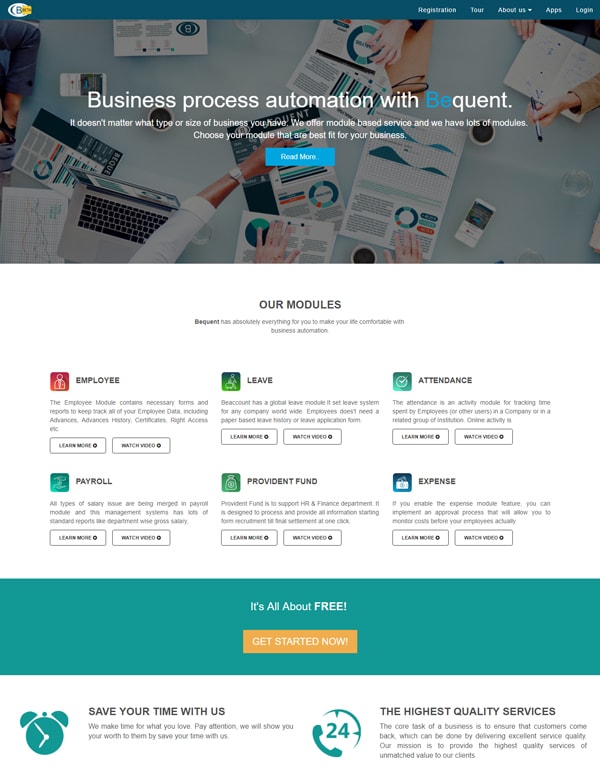 Registration Tour About us Apps Login
Business process automation with Bequent.
It doesn't matter what type or size of business you have. We offer module based service and we have lots of modules.
Choose your module that are best fit for your business.
Read More..
OUR MODULES
Bequent has absolutely everything for you to make your life comfortable with
business automation.
EMPLOYEE
The Employee Module contains necessary forms and
reports to keep track all of your Employee Data, including
Advances, Advances History, Certificates, Right Access
etc
LEARN MORE WATCH VIDEO
LEAVE
Beaccount has a global leave module It set leave system
for any company world wide. Employees does't need a
paper based leave history or leave application form.
LEARN MORE WATCH VIDEO
ATTENDANCE
The attendance is an activity module for tracking time
spent by Employees (or other users) in a Company or in a
related group of Institution. Online activity is
LEARN MORE WATCH VIDEO
PAYROLL
All types of salary issue are being merged in payroll
module and this management systems has lots of
standard reports like department wise gross salary,
LEARN MORE WATCH VIDEO
PROVIDENT FUND
Provident Fund is to support HR & Finance department. It
is designed to process and provide all information starting
form recruitment till final settlement at one click.
LEARN MORE WATCH VIDEO
EXPENSE
If you enable the expense module feature, you can
implement an approval process that will allow you to
monitor costs before your employees actually
LEARN MORE WATCH VIDEO
It's All About FREE!
GET STARTED NOW!
SAVE YOUR TIME WITH US
We make time for what you love. Pay attention, we will show you
your worth to them by save your time with us.
24
THE HIGHEST QUALITY SERVICES
The core task of a business is to ensure that customers come
back, which can be done by delivering excellent service quality.
Our mission is to provide the highest quality services of
unmatched value to our clients